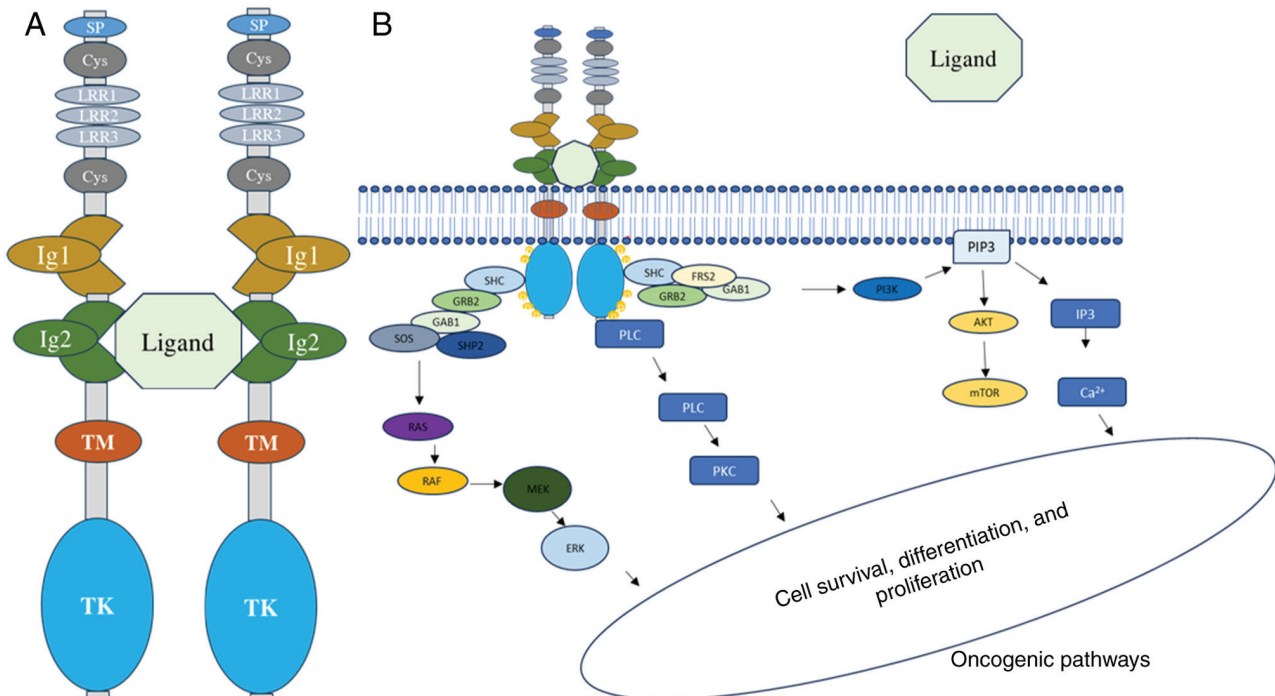 A
SP
SP
Cys
Cys
LRR1
LRR1
LRR2
LRR2
LRR3
LRR3
Cys
Cys
Ig1
Ig1
Ig2
Ligand
Ig2
TM
TM
TK
TK
B
Ligand
SHC
GRB2
GAB1
SOS
SHP2
RAS
RAF
MEK
ERK
SHC
FRS2
GRB2
GAB1
PLC
PLC
PKC
PI3K
PIP3
AKT
mTOR
IP3
Ca²⁺
Cell survival, differentiation, and
proliferation
Oncogenic pathways